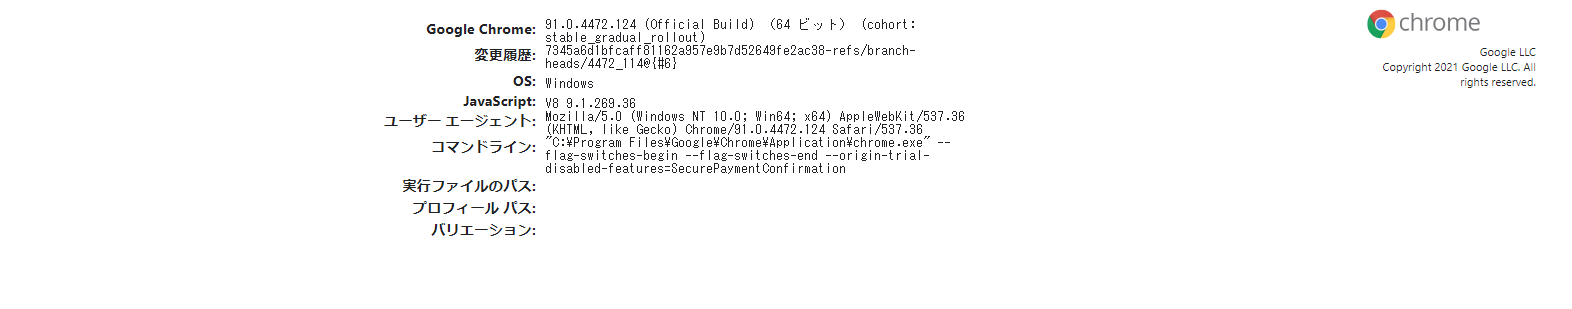 Google Chrome: 91.0.4472.124 (Official Build) (64 ビット) (cohort:
stable_gradual_rollout)
変更履歴: 7345a6d1bfcaff81162a957e9b7d52649fe2ac38-refs/branch-
heads/4472_114@{#6}
OS: Windows
JavaScript: V8 9.1.269.36
ユーザー エージェント: Mozilla/5.0 (Windows NT 10.0; Win64; x64) AppleWebKit/537.36
(KHTML, like Gecko) Chrome/91.0.4472.124 Safari/537.36
コマンドライン: "C:¥Program Files¥Google¥Chrome¥Application¥chrome.exe" --
flag-switches-begin --flag-switches-end --origin-trial-
disabled-features=SecurePaymentConfirmation
実行ファイルのパス:
プロフィール パス:
バリエーション:
chrome
Google LLC
Copyright 2021 Google LLC. All
rights reserved.